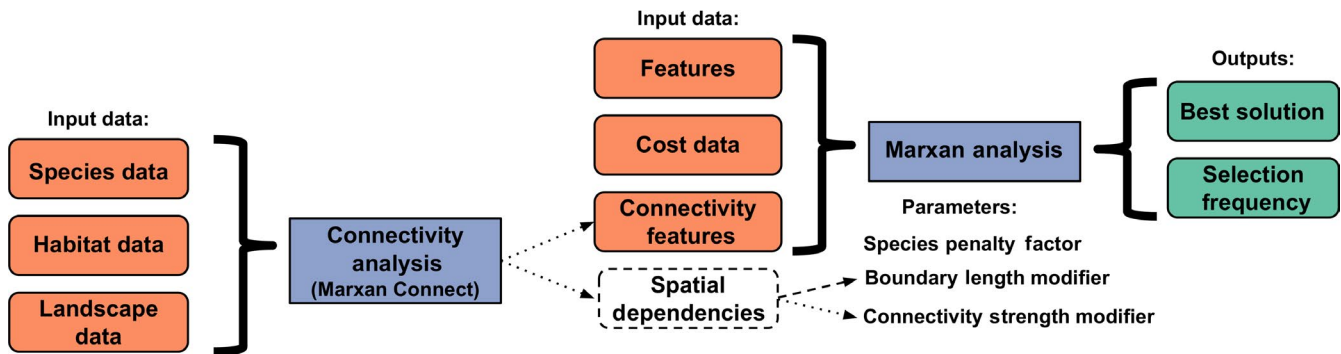 Input data:
Species data
Habitat data
Landscape
data
Connectivity
analysis
(Marxan Connect)
Input data:
Features
Cost data
Connectivity
features
Spatial
dependencies
Marxan analysis
Parameters:
Species penalty factor
Boundary length modifier
Connectivity strength modifier
Outputs:
Best solution
Selection
frequency